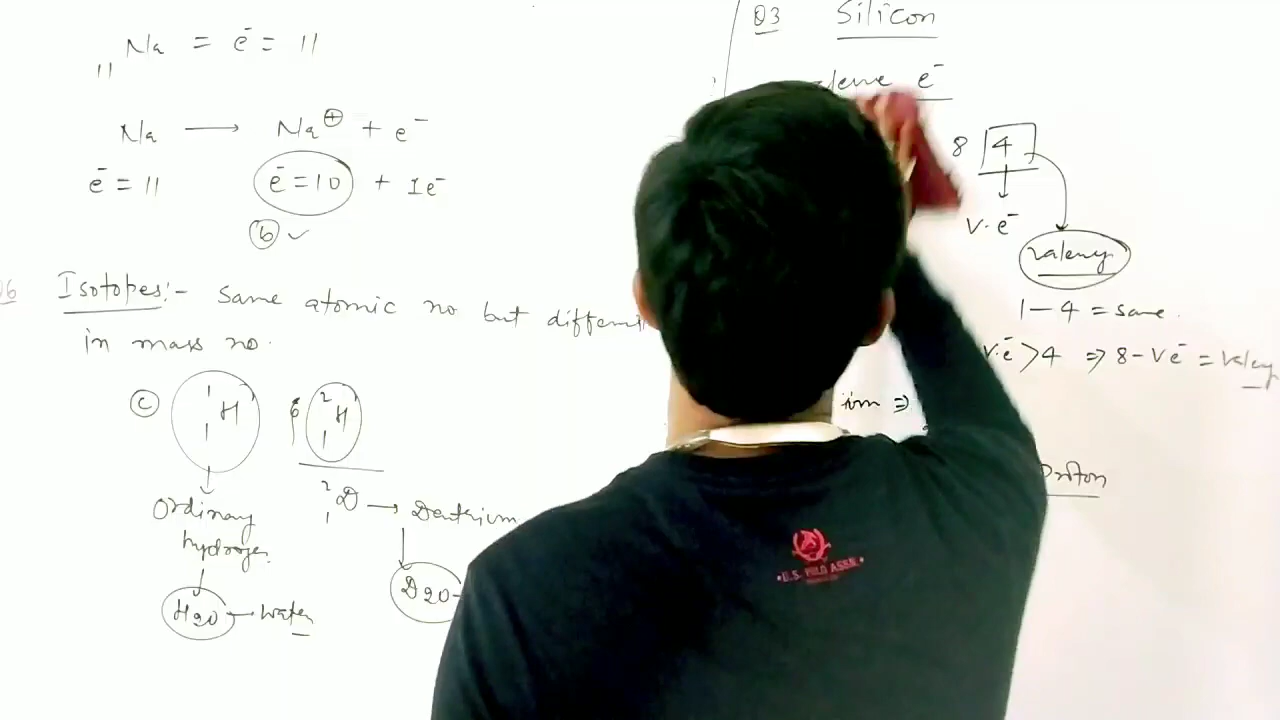 ₁₁Na = e⁻ = 11
Na ⟶ Na⊕ + e⁻
e⁻ = 11 e⁻ = 10 + 1e⁻
(b) ✓
Isotopes:- Same atomic no but
in mass no.
(c) ¹₁H ²₁H
²₁D → Deuterium
Ordinary
hydrogen
H2O — Water
D2O
Q3 Silicon
e⁻
8 4
V.e⁻
valency
1 – 4 = same.
V.e⁻ > 4 ⇒ 8 – Ve⁻ = Valency
⇒
U.S. POLO ASSN.